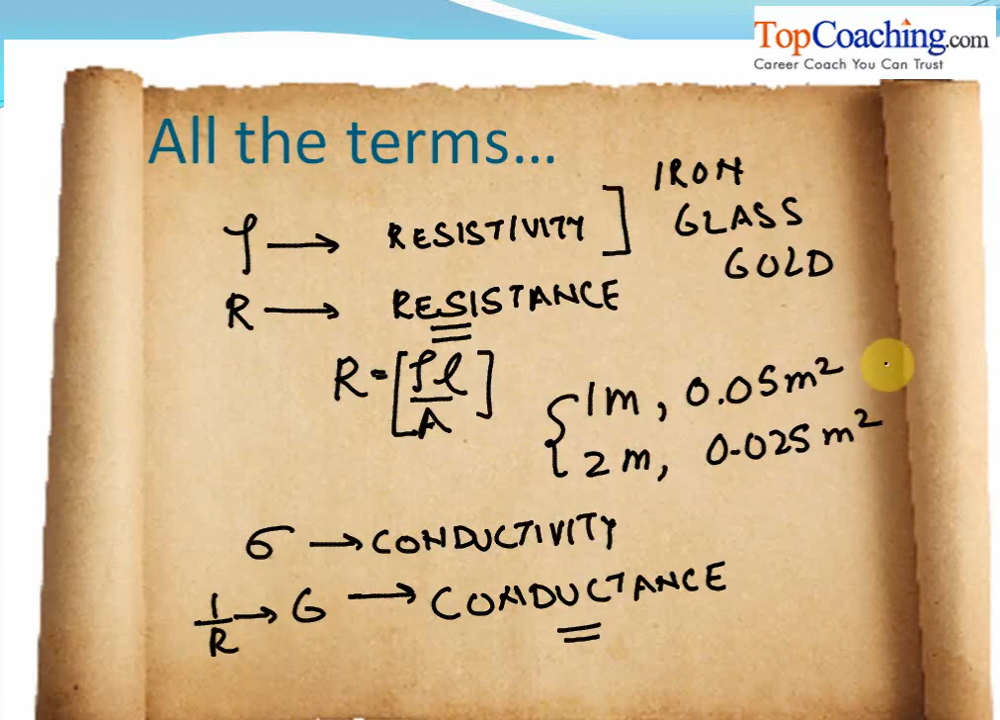 TopCoaching.com
Career Coach You Can Trust
All the terms...
ρ → RESISTIVITY ]
IRON
GLASS
GOLD
R → RESISTANCE
R = [ρl/A]
{ 1m, 0.05m²
2m, 0.025m²
σ → CONDUCTIVITY
1/R → G → CONDUCTANCE